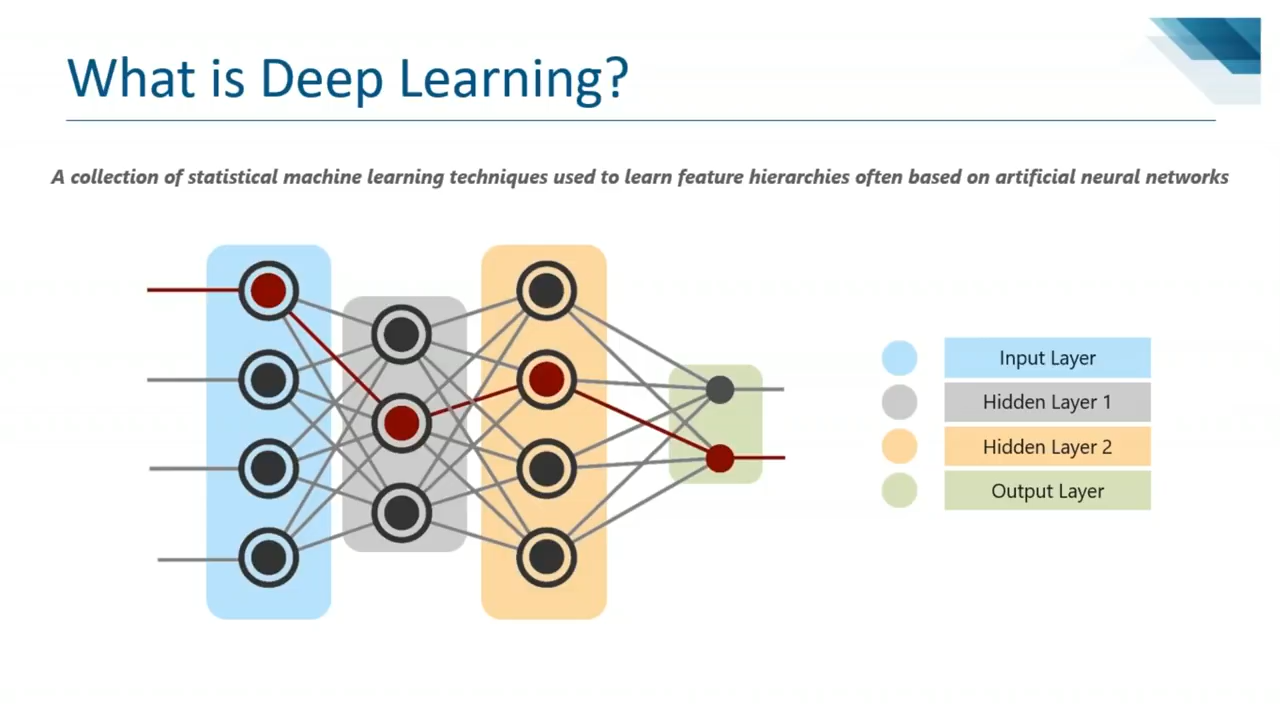 What is Deep Learning?
A collection of statistical machine learning techniques used to learn feature hierarchies often based on artificial neural networks
Input Layer
Hidden Layer 1
Hidden Layer 2
Output Layer